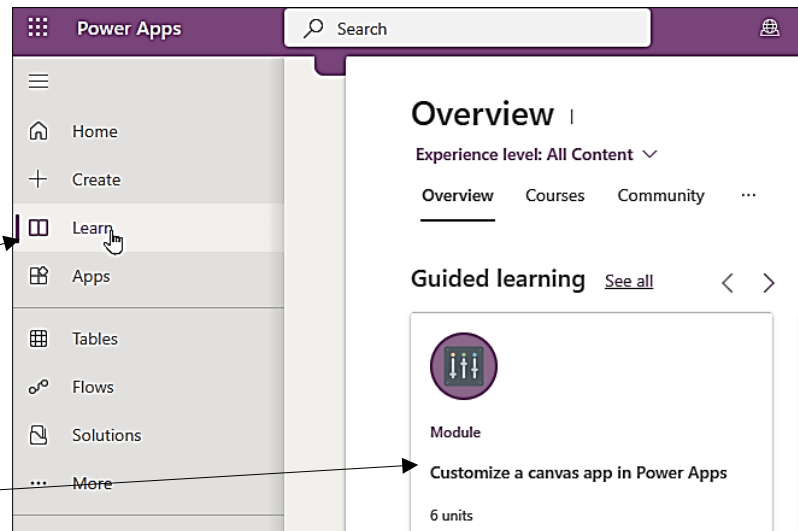 Power Apps
Search
Home
Create
Learn
Apps
Tables
Flows
Solutions
More
Overview
Experience level: All Content
Overview Courses Community ...
Guided learning See all
Module
Customize a canvas app in Power Apps
6 units